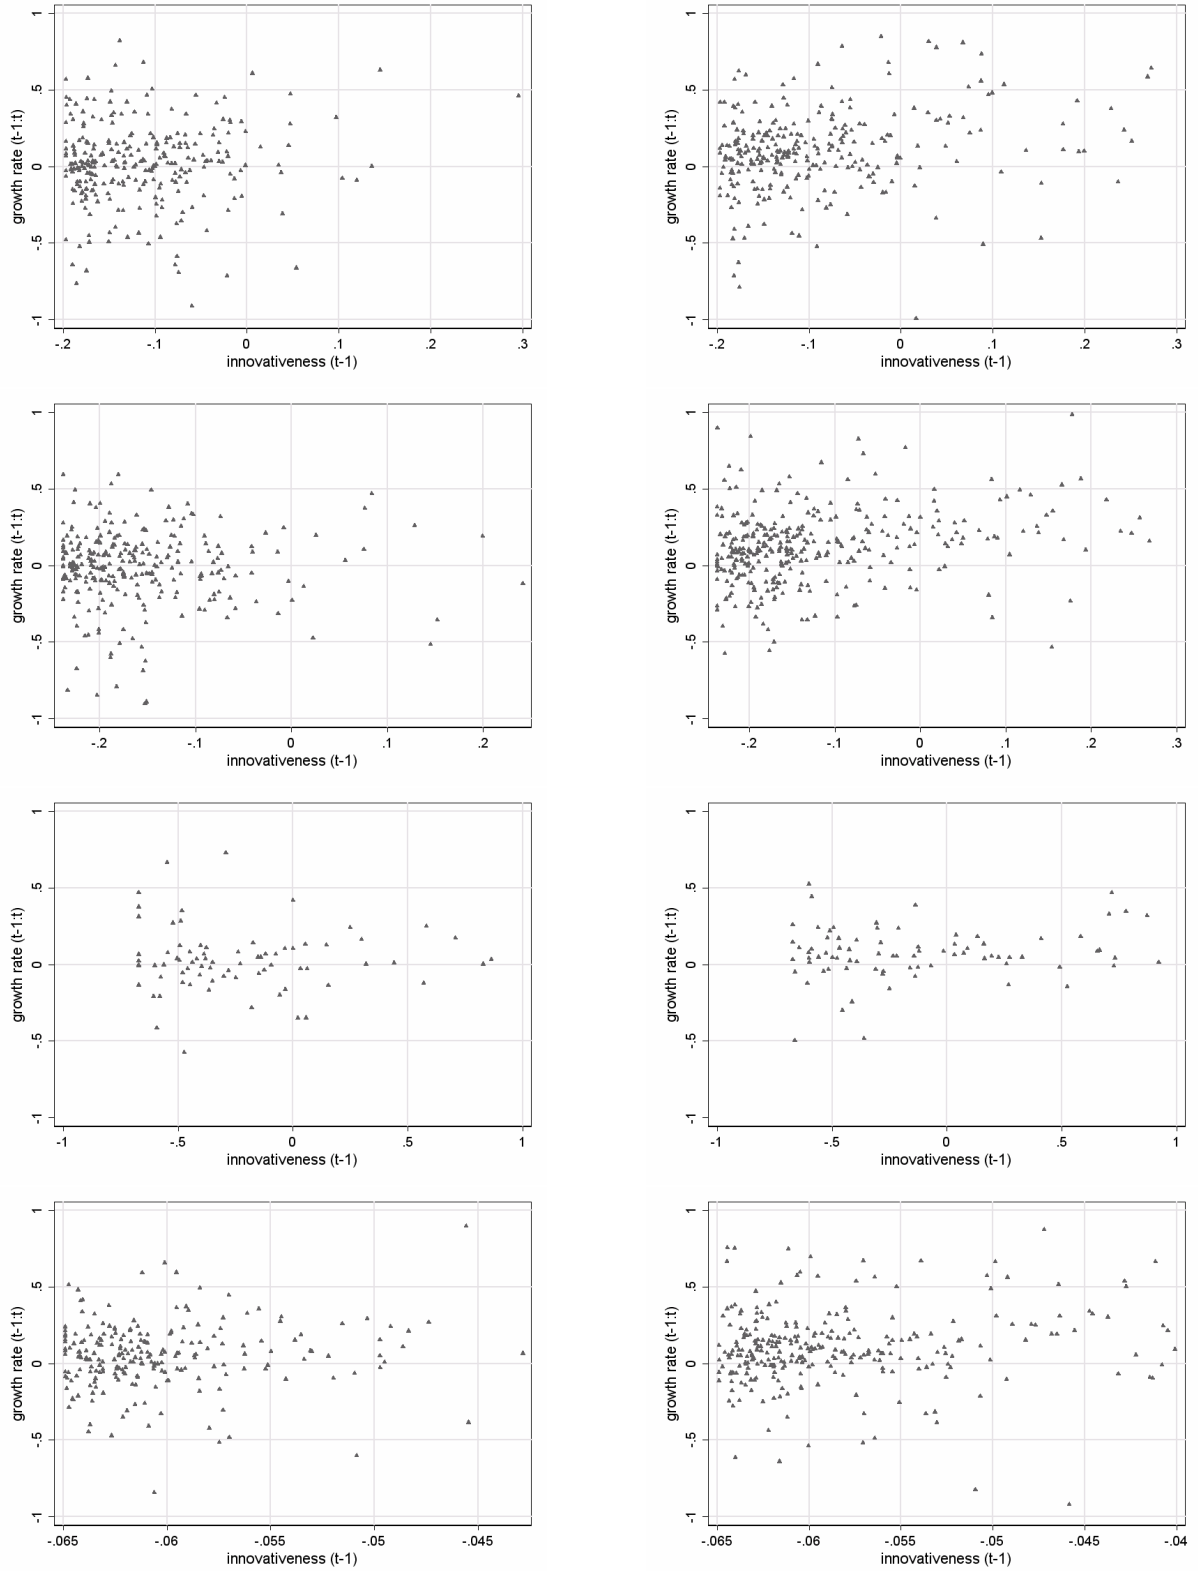 growth rate (t-1:t)
1
.5
0
-.5
-1
-.2 -.1 0 .1 .2 .3
innovativeness (t-1)
growth rate (t-1:t)
1
.5
0
-.5
-1
-.2 -.1 0 .1 .2 .3
innovativeness (t-1)
growth rate (t-1:t)
1
.5
0
-.5
-1
-.2 -.1 0 .1 .2
innovativeness (t-1)
growth rate (t-1:t)
1
.5
0
-.5
-1
-.2 -.1 0 .1 .2 .3
innovativeness (t-1)
growth rate (t-1:t)
1
.5
0
-.5
-1
-1 -.5 0 .5 1
innovativeness (t-1)
growth rate (t-1:t)
1
.5
0
-.5
-1
-1 -.5 0 .5 1
innovativeness (t-1)
growth rate (t-1:t)
1
.5
0
-.5
-1
-.065 -.06 -.055 -.05 -.045
innovativeness (t-1)
growth rate (t-1:t)
1
.5
0
-.5
-1
-.065 -.06 -.055 -.05 -.045 -.04
innovativeness (t-1)